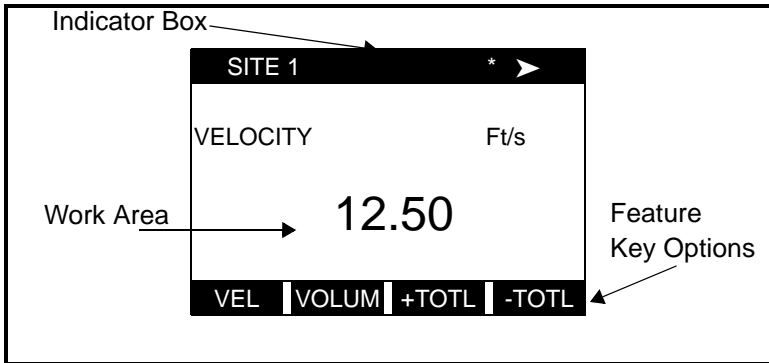 Indicator Box
SITE 1 * ➤
VELOCITY Ft/s
Work Area
12.50
Feature
Key Options
VEL VOLUM +TOTL -TOTL